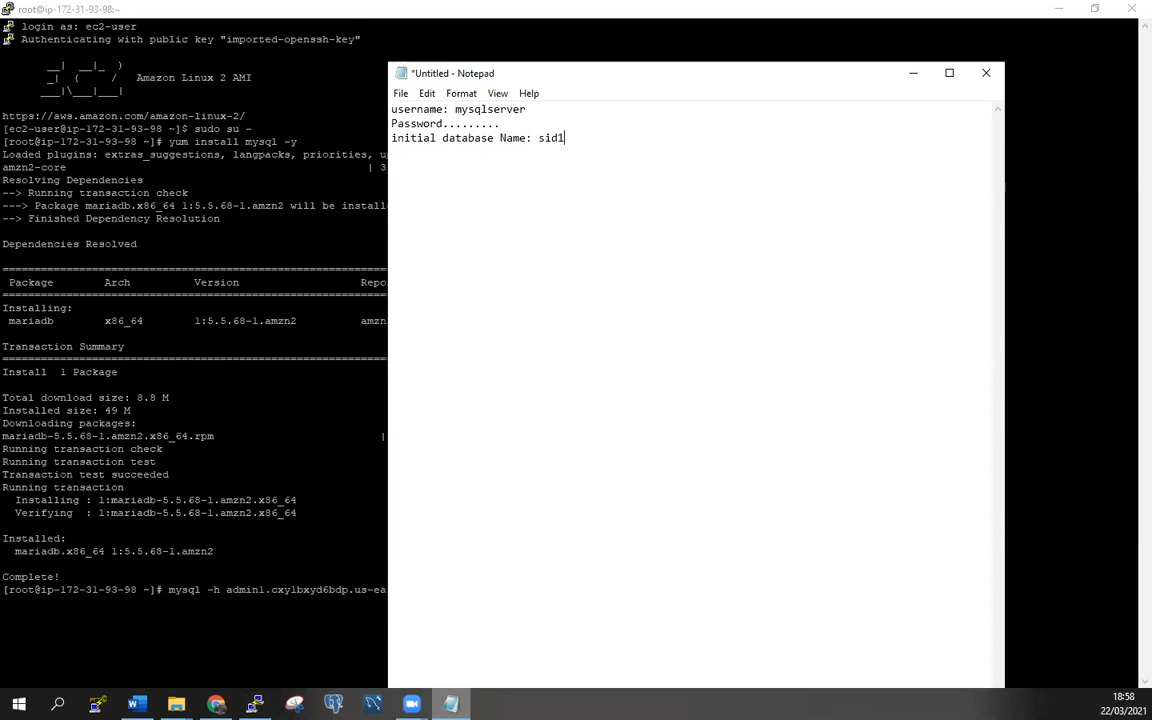 root@ip-172-31-93-98:~
login as: ec2-user
Authenticating with public key "imported-openssh-key"
__| __|_ )
_| ( / Amazon Linux 2 AMI
___|\___|___|
https://aws.amazon.com/amazon-linux-2/
[ec2-user@ip-172-31-93-98 ~]$ sudo su -
[root@ip-172-31-93-98 ~]# yum install mysql -y
Loaded plugins: extras_suggestions, langpacks, priorities, u
amzn2-core | 3
Resolving Dependencies
--> Running transaction check
---> Package mariadb.x86_64 1:5.5.68-1.amzn2 will be install
--> Finished Dependency Resolution
Dependencies Resolved
Package Arch Version Repo
Installing:
mariadb x86_64 1:5.5.68-1.amzn2 amzn
Transaction Summary
Install 1 Package
Total download size: 8.8 M
Installed size: 49 M
Downloading packages:
mariadb-5.5.68-1.amzn2.x86_64.rpm |
Running transaction check
Running transaction test
Transaction test succeeded
Running transaction
Installing : 1:mariadb-5.5.68-1.amzn2.x86_64
Verifying : 1:mariadb-5.5.68-1.amzn2.x86_64
Installed:
mariadb.x86_64 1:5.5.68-1.amzn2
Complete!
[root@ip-172-31-93-98 ~]# mysql -h admin1.cxylbxyd6bdp.us-ea
*Untitled - Notepad
File Edit Format View Help
username: mysqlserver
Password.........
initial database Name: sid1
18:58
22/03/2021